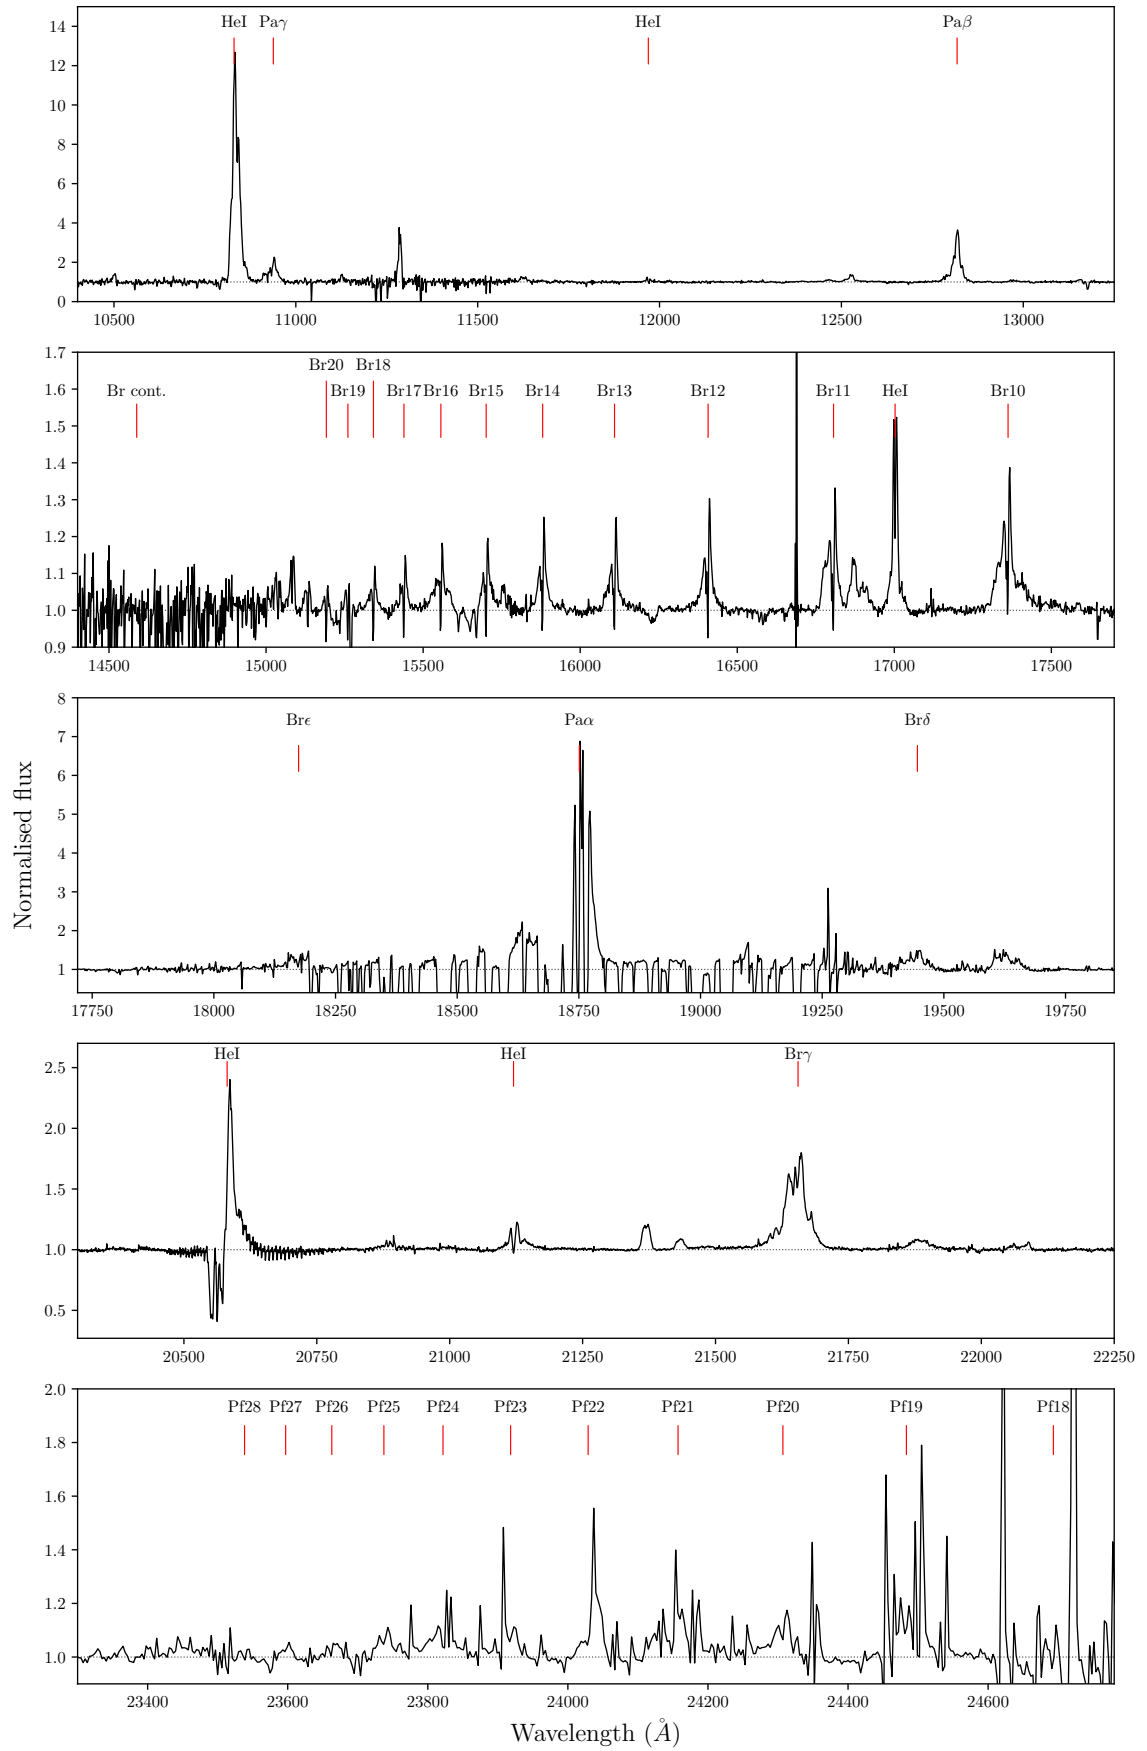 HeI Paγ HeI Paβ
14
12
10
8
6
4
2
0
10500 11000 11500 12000 12500 13000
1.7
Br20 Br18
1.6
Br cont. Br19 Br17 Br16 Br15 Br14 Br13 Br12 Br11 HeI Br10
1.5
1.4
1.3
1.2
1.1
1.0
0.9
14500 15000 15500 16000 16500 17000 17500
8
Brϵ Paα Brδ
7
6
5
4
3
2
1
17750 18000 18250 18500 18750 19000 19250 19500 19750
Normalised flux
HeI HeI Brγ
2.5
2.0
1.5
1.0
0.5
20500 20750 21000 21250 21500 21750 22000 22250
2.0
Pf28 Pf27 Pf26 Pf25 Pf24 Pf23 Pf22 Pf21 Pf20 Pf19 Pf18
1.8
1.6
1.4
1.2
1.0
23400 23600 23800 24000 24200 24400 24600
Wavelength (Å)